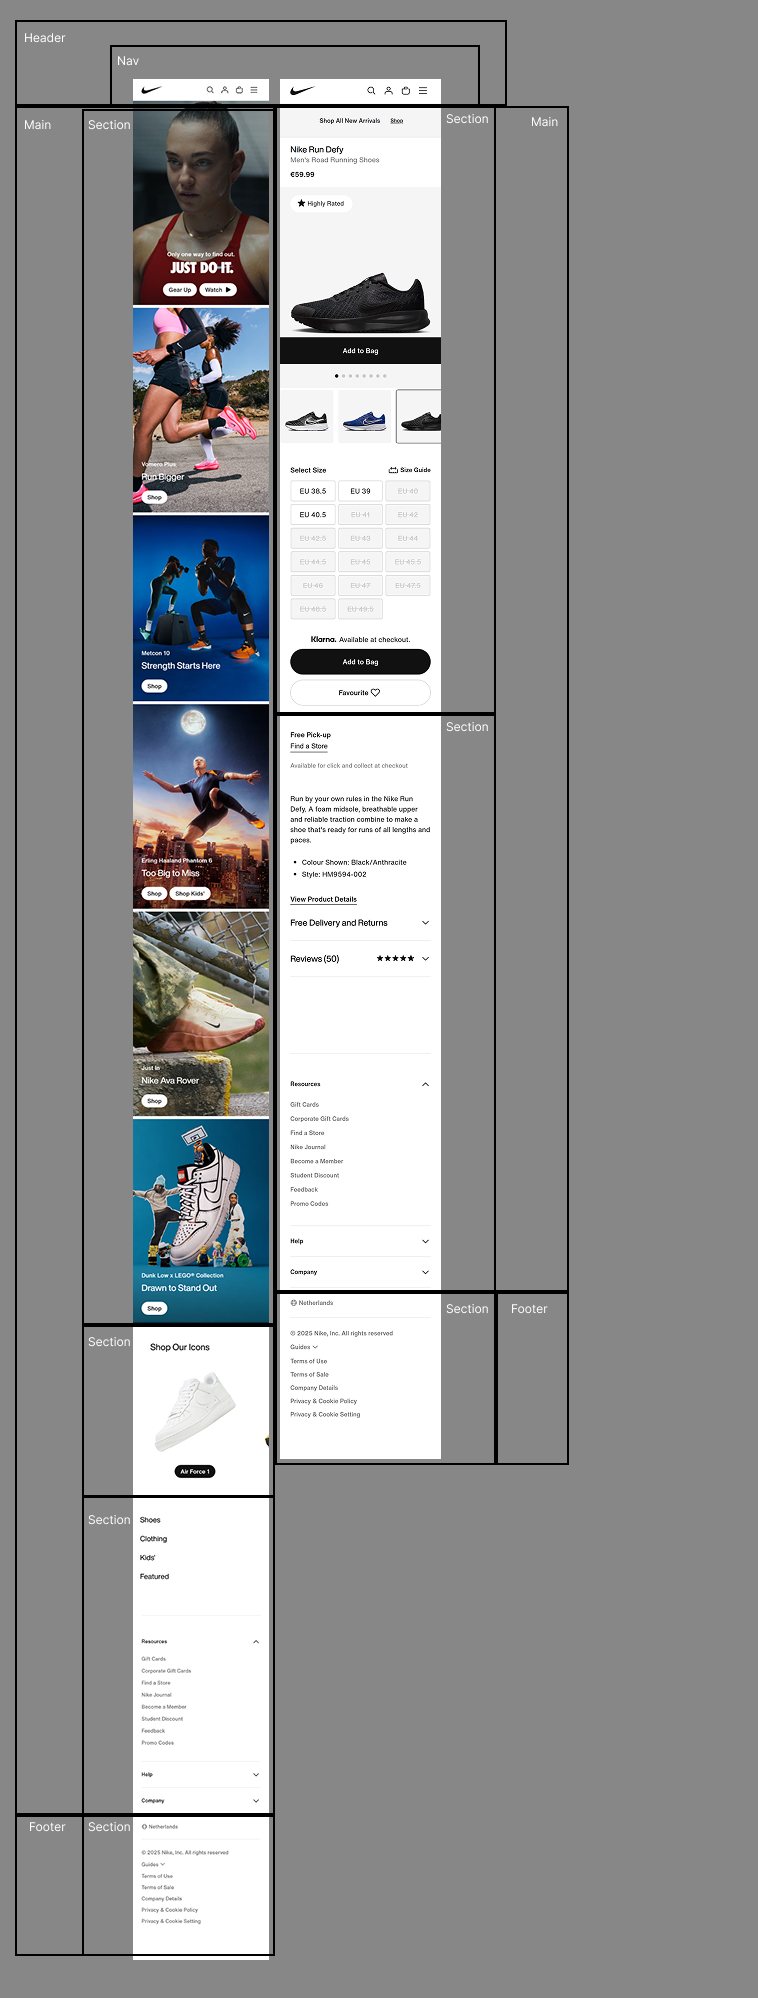 Header
Nav
Main
Section
Only one way to find out.
JUST DO IT.
Gear Up
Watch
Vomero Plus
Run Bigger
Shop
Metcon 10
Strength Starts Here
Shop
Erling Haaland Phantom 6
Too Big to Miss
Shop
Shop Kids'
Just In
Nike Ava Rover
Shop
Dunk Low x LEGO® Collection
Drawn to Stand Out
Shop
Section
Shop Our Icons
Air Force 1
Section
Shoes
Clothing
Kids'
Featured
Resources
Gift Cards
Corporate Gift Cards
Find a Store
Nike Journal
Become a Member
Student Discount
Feedback
Promo Codes
Help
Company
Footer
Section
Netherlands
© 2025 Nike, Inc. All rights reserved
Guides
Terms of Use
Terms of Sale
Company Details
Privacy & Cookie Policy
Privacy & Cookie Setting
Section
Main
Shop All New Arrivals Shop
Nike Run Defy
Men's Road Running Shoes
€59.99
Highly Rated
Add to Bag
Select Size
Size Guide
EU 38.5 EU 39 EU 40
EU 40.5 EU 41 EU 42
EU 42.5 EU 43 EU 44
EU 44.5 EU 45 EU 45.5
EU 46 EU 47 EU 47.5
EU 48.5 EU 49.5
Klarna. Available at checkout.
Add to Bag
Favourite
Section
Free Pick-up
Find a Store
Available for click and collect at checkout
Run by your own rules in the Nike Run
Defy. A foam midsole, breathable upper
and reliable traction combine to make a
shoe that's ready for runs of all lengths and
paces.
• Colour Shown: Black/Anthracite
• Style: HM9594-002
View Product Details
Free Delivery and Returns
Reviews (50) ★★★★★
Resources
Gift Cards
Corporate Gift Cards
Find a Store
Nike Journal
Become a Member
Student Discount
Feedback
Promo Codes
Help
Company
Section
Footer
Netherlands
© 2025 Nike, Inc. All rights reserved
Guides
Terms of Use
Terms of Sale
Company Details
Privacy & Cookie Policy
Privacy & Cookie Setting